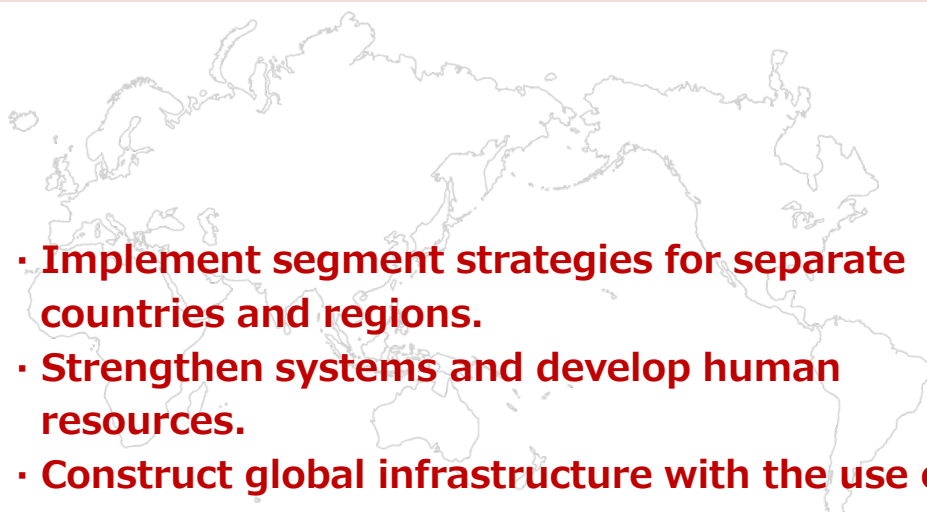 · Implement segment strategies for separate
countries and regions.
· Strengthen systems and develop human
resources.
· Construct global infrastructure with the use